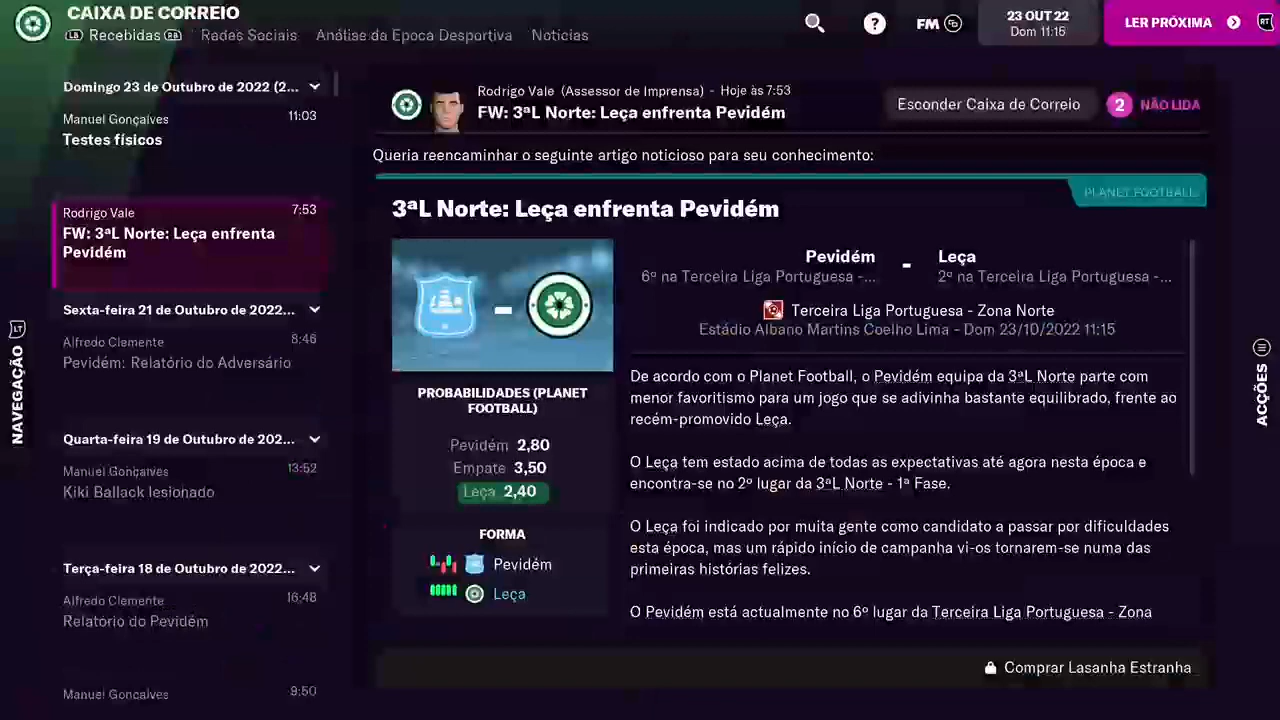 CAIXA DE CORREIO
LB Recebidas RB Redes Sociais Análise da Época Desportiva Notícias
FM
23 OUT 22
Dom 11:15
LER PRÓXIMA
RT
Domingo 23 de Outubro de 2022 (2...
Manuel Gonçalves 11:03
Testes físicos
Rodrigo Vale 7:53
FW: 3ªL Norte: Leça enfrenta
Pevidém
Sexta-feira 21 de Outubro de 2022...
Alfredo Clemente 8:46
Pevidém: Relatório do Adversário
Quarta-feira 19 de Outubro de 202...
Manuel Gonçalves 13:52
Kiki Ballack lesionado
Terça-feira 18 de Outubro de 2022...
Alfredo Clemente 16:48
Relatório do Pevidém
Manuel Gonçalves 9:50
LT
NAVEGAÇÃO
Rodrigo Vale (Assessor de Imprensa) - Hoje às 7:53
FW: 3ªL Norte: Leça enfrenta Pevidém
Esconder Caixa de Correio
2 NÃO LIDA
Queria reencaminhar o seguinte artigo noticioso para seu conhecimento:
PLANET FOOTBALL
3ªL Norte: Leça enfrenta Pevidém
Pevidém - Leça
6º na Terceira Liga Portuguesa -... 2º na Terceira Liga Portuguesa -...
Terceira Liga Portuguesa - Zona Norte
Estádio Albano Martins Coelho Lima - Dom 23/10/2022 11:15
PROBABILIDADES (PLANET
FOOTBALL)
Pevidém 2,80
Empate 3,50
Leça 2,40
FORMA
Pevidém
Leça
De acordo com o Planet Football, o Pevidém equipa da 3ªL Norte parte com
menor favoritismo para um jogo que se adivinha bastante equilibrado, frente ao
recém-promovido Leça.
O Leça tem estado acima de todas as expectativas até agora nesta época e
encontra-se no 2º lugar da 3ªL Norte - 1ª Fase.
O Leça foi indicado por muita gente como candidato a passar por dificuldades
esta época, mas um rápido início de campanha vi-os tornarem-se numa das
primeiras histórias felizes.
O Pevidém está actualmente no 6º lugar da Terceira Liga Portuguesa - Zona
Comprar Lasanha Estranha
ACÇÕES